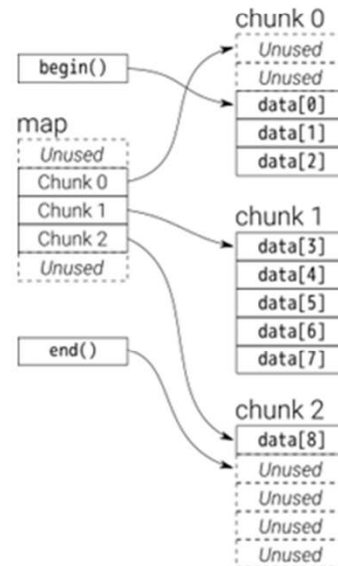 begin()
map
Unused
Chunk 0
Chunk 1
Chunk 2
Unused
end()
chunk 0
Unused
Unused
data[0]
data[1]
data[2]
chunk 1
data[3]
data[4]
data[5]
data[6]
data[7]
chunk 2
data[8]
Unused
Unused
Unused
Unused